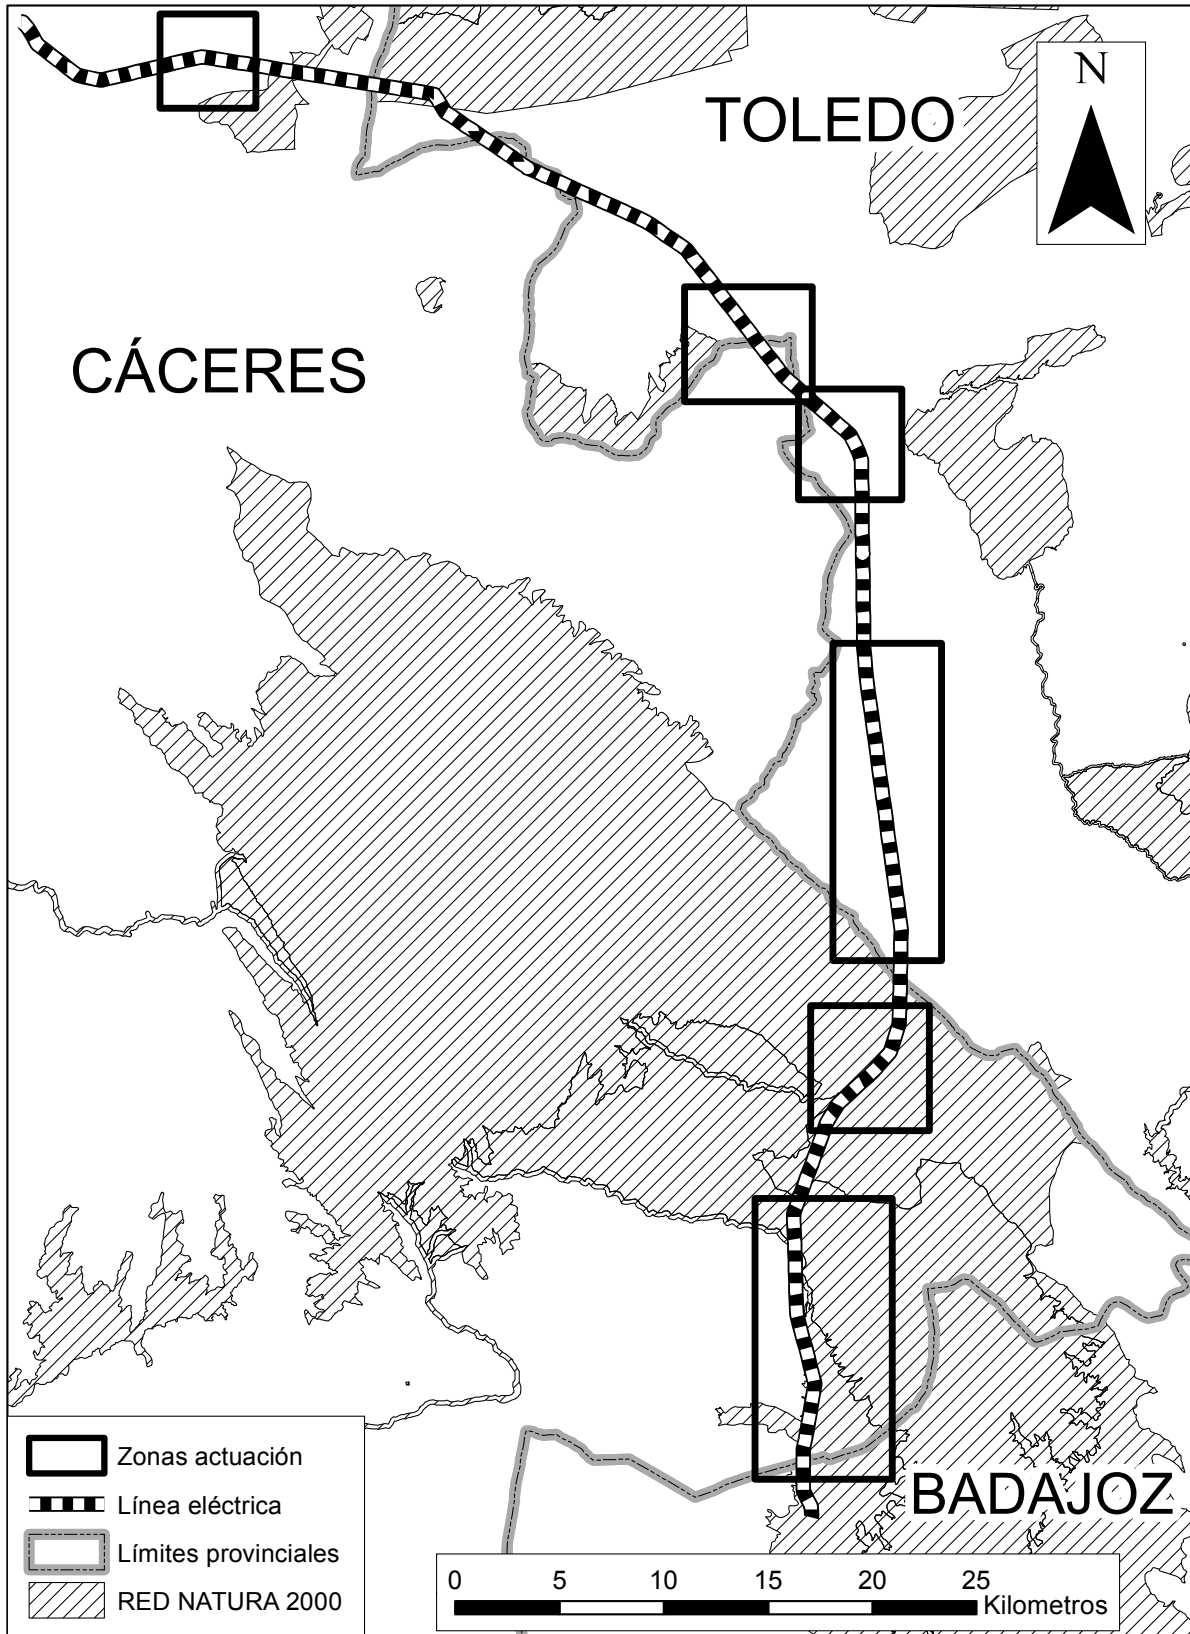 N
TOLEDO
CÁCERES
BADAJOZ
Zonas actuación
Línea eléctrica
Límites provinciales
RED NATURA 2000
0 5 10 15 20 25
Kilometros